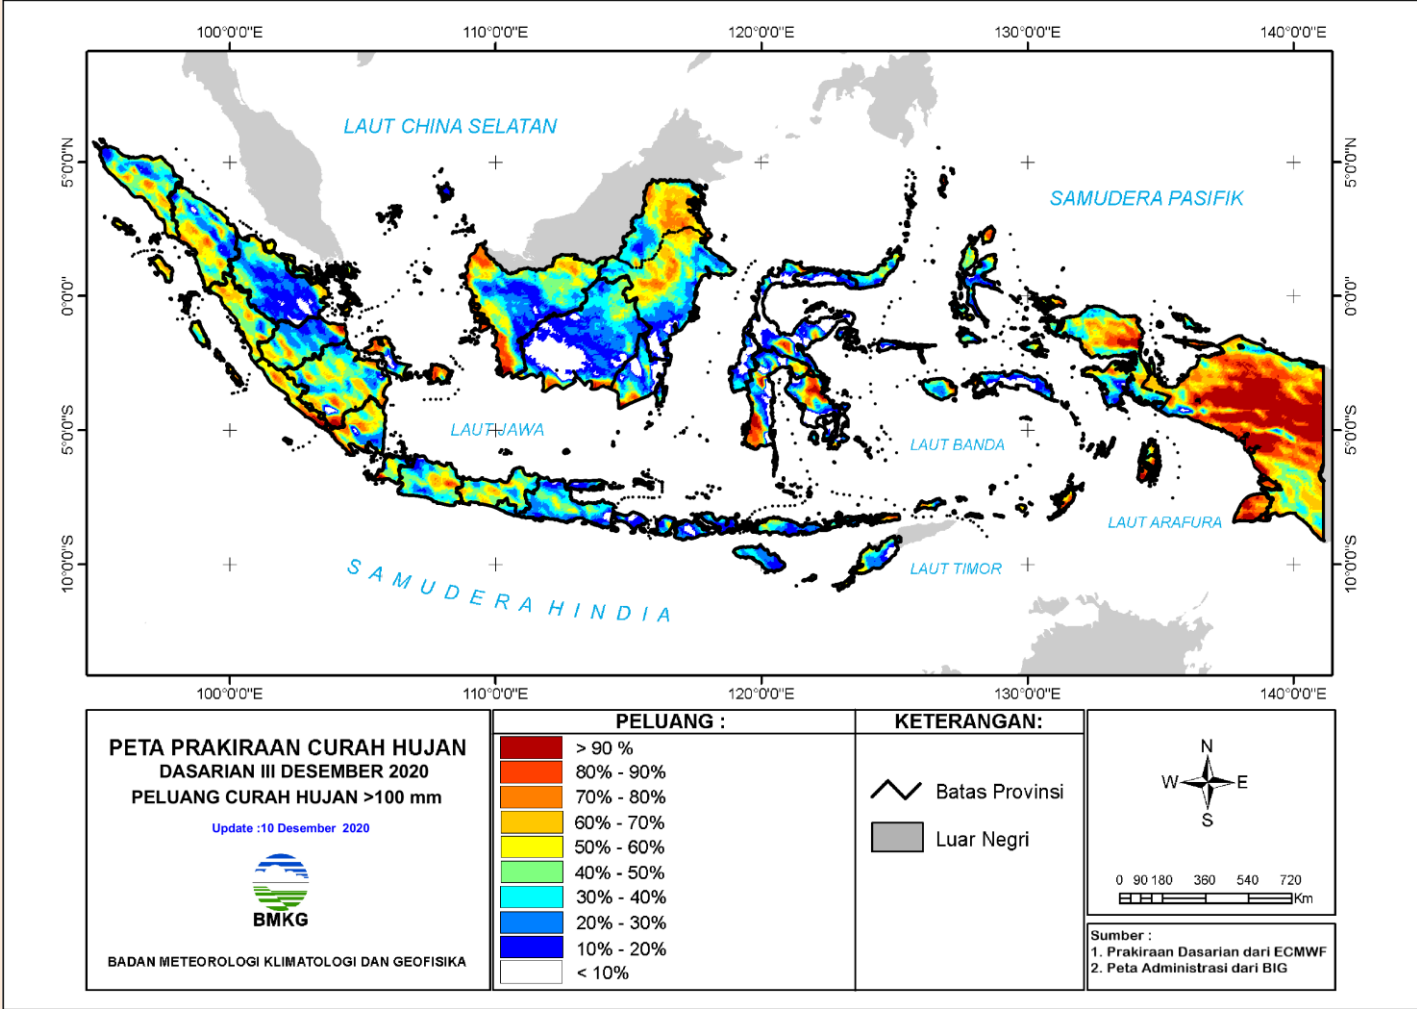 100°0'0"E 110°0'0"E 120°0'0"E 130°0'0"E 140°0'0"E
LAUT CHINA SELATAN
SAMUDERA PASIFIK
5°0'0"N 5°0'0"N
0°0'0" 0°0'0"
5°0'0"S 5°0'0"S
10°0'0"S 10°0'0"S
LAUT JAWA
LAUT BANDA
LAUT ARAFURA
LAUT TIMOR
SAMUDERA HINDIA
100°0'0"E 110°0'0"E 120°0'0"E 130°0'0"E 140°0'0"E
PETA PRAKIRAAN CURAH HUJAN
DASARIAN III DESEMBER 2020
PELUANG CURAH HUJAN >100 mm
Update :10 Desember 2020
BMKG
BADAN METEOROLOGI KLIMATOLOGI DAN GEOFISIKA
PELUANG :
> 90 %
80% - 90%
70% - 80%
60% - 70%
50% - 60%
40% - 50%
30% - 40%
20% - 30%
10% - 20%
< 10%
KETERANGAN:
Batas Provinsi
Luar Negri
N
W E
S
0 90 180 360 540 720
Km
Sumber :
1. Prakiraan Dasarian dari ECMWF
2. Peta Administrasi dari BIG